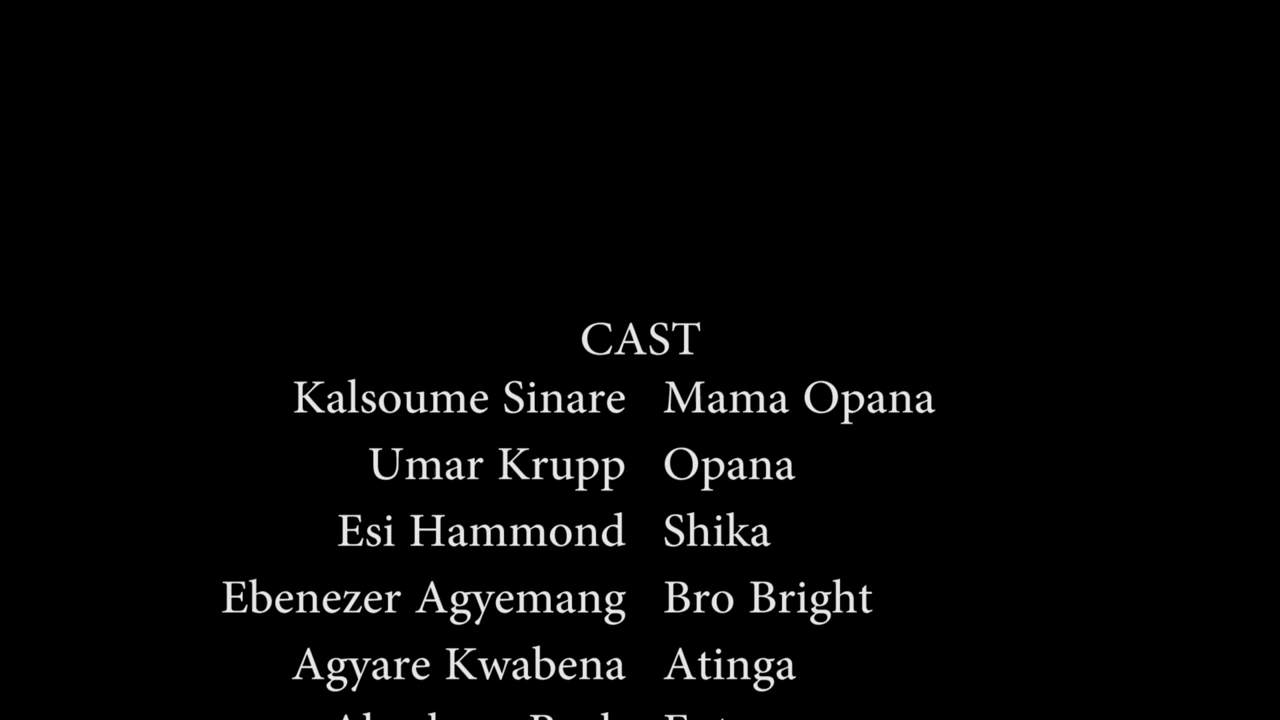 CAST
Kalsoume Sinare Mama Opana
Umar Krupp Opana
Esi Hammond Shika
Ebenezer Agyemang Bro Bright
Agyare Kwabena Atinga